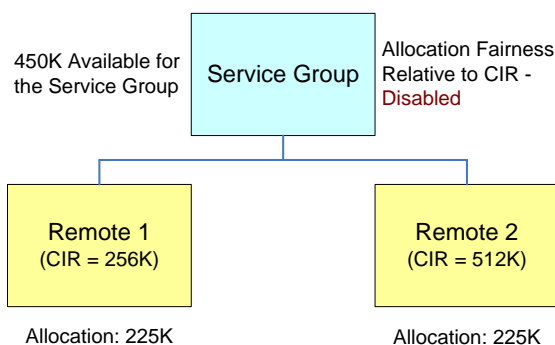 450K Available for
the Service Group
Service Group
Allocation Fairness
Relative to CIR -
Disabled
Remote 1
(CIR = 256K)
Remote 2
(CIR = 512K)
Allocation: 225K
Allocation: 225K